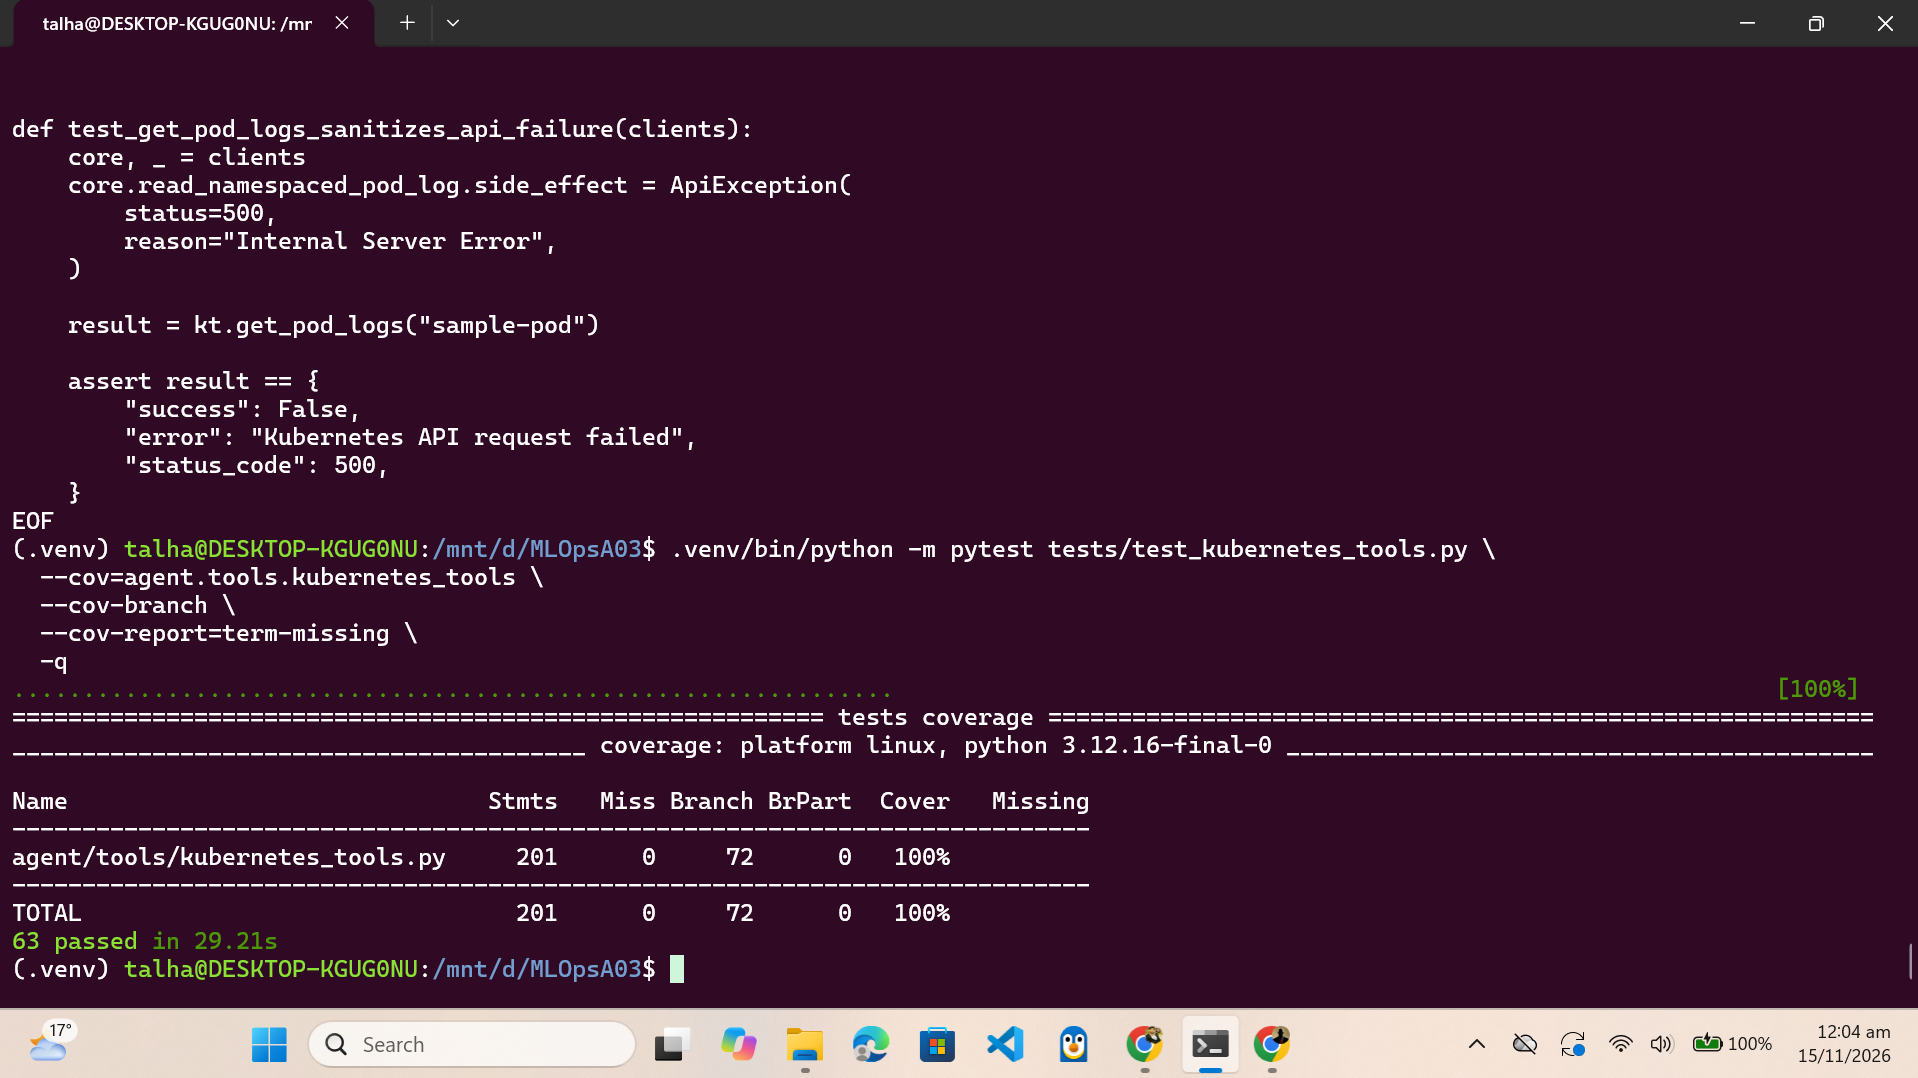 talha@DESKTOP-KGUG0NU: /mr
def test_get_pod_logs_sanitizes_api_failure(clients):
    core, _ = clients
    core.read_namespaced_pod_log.side_effect = ApiException(
        status=500,
        reason="Internal Server Error",
    )
    result = kt.get_pod_logs("sample-pod")
    assert result == {
        "success": False,
        "error": "Kubernetes API request failed",
        "status_code": 500,
    }
EOF
(.venv) talha@DESKTOP-KGUG0NU:/mnt/d/MLOpsA03$ .venv/bin/python -m pytest tests/test_kubernetes_tools.py \
  --cov=agent.tools.kubernetes_tools \
  --cov-branch \
  --cov-report=term-missing \
  -q
............................................................... [100%]
========================================================== tests coverage ===========================================================
_________________________________________ coverage: platform linux, python 3.12.16-final-0 __________________________________________
Name                              Stmts   Miss Branch BrPart  Cover   Missing
-----------------------------------------------------------------------------
agent/tools/kubernetes_tools.py     201      0     72      0   100%
-----------------------------------------------------------------------------
TOTAL                               201      0     72      0   100%
63 passed in 29.21s
(.venv) talha@DESKTOP-KGUG0NU:/mnt/d/MLOpsA03$
17°
Search
100%
12:04 am
15/11/2026